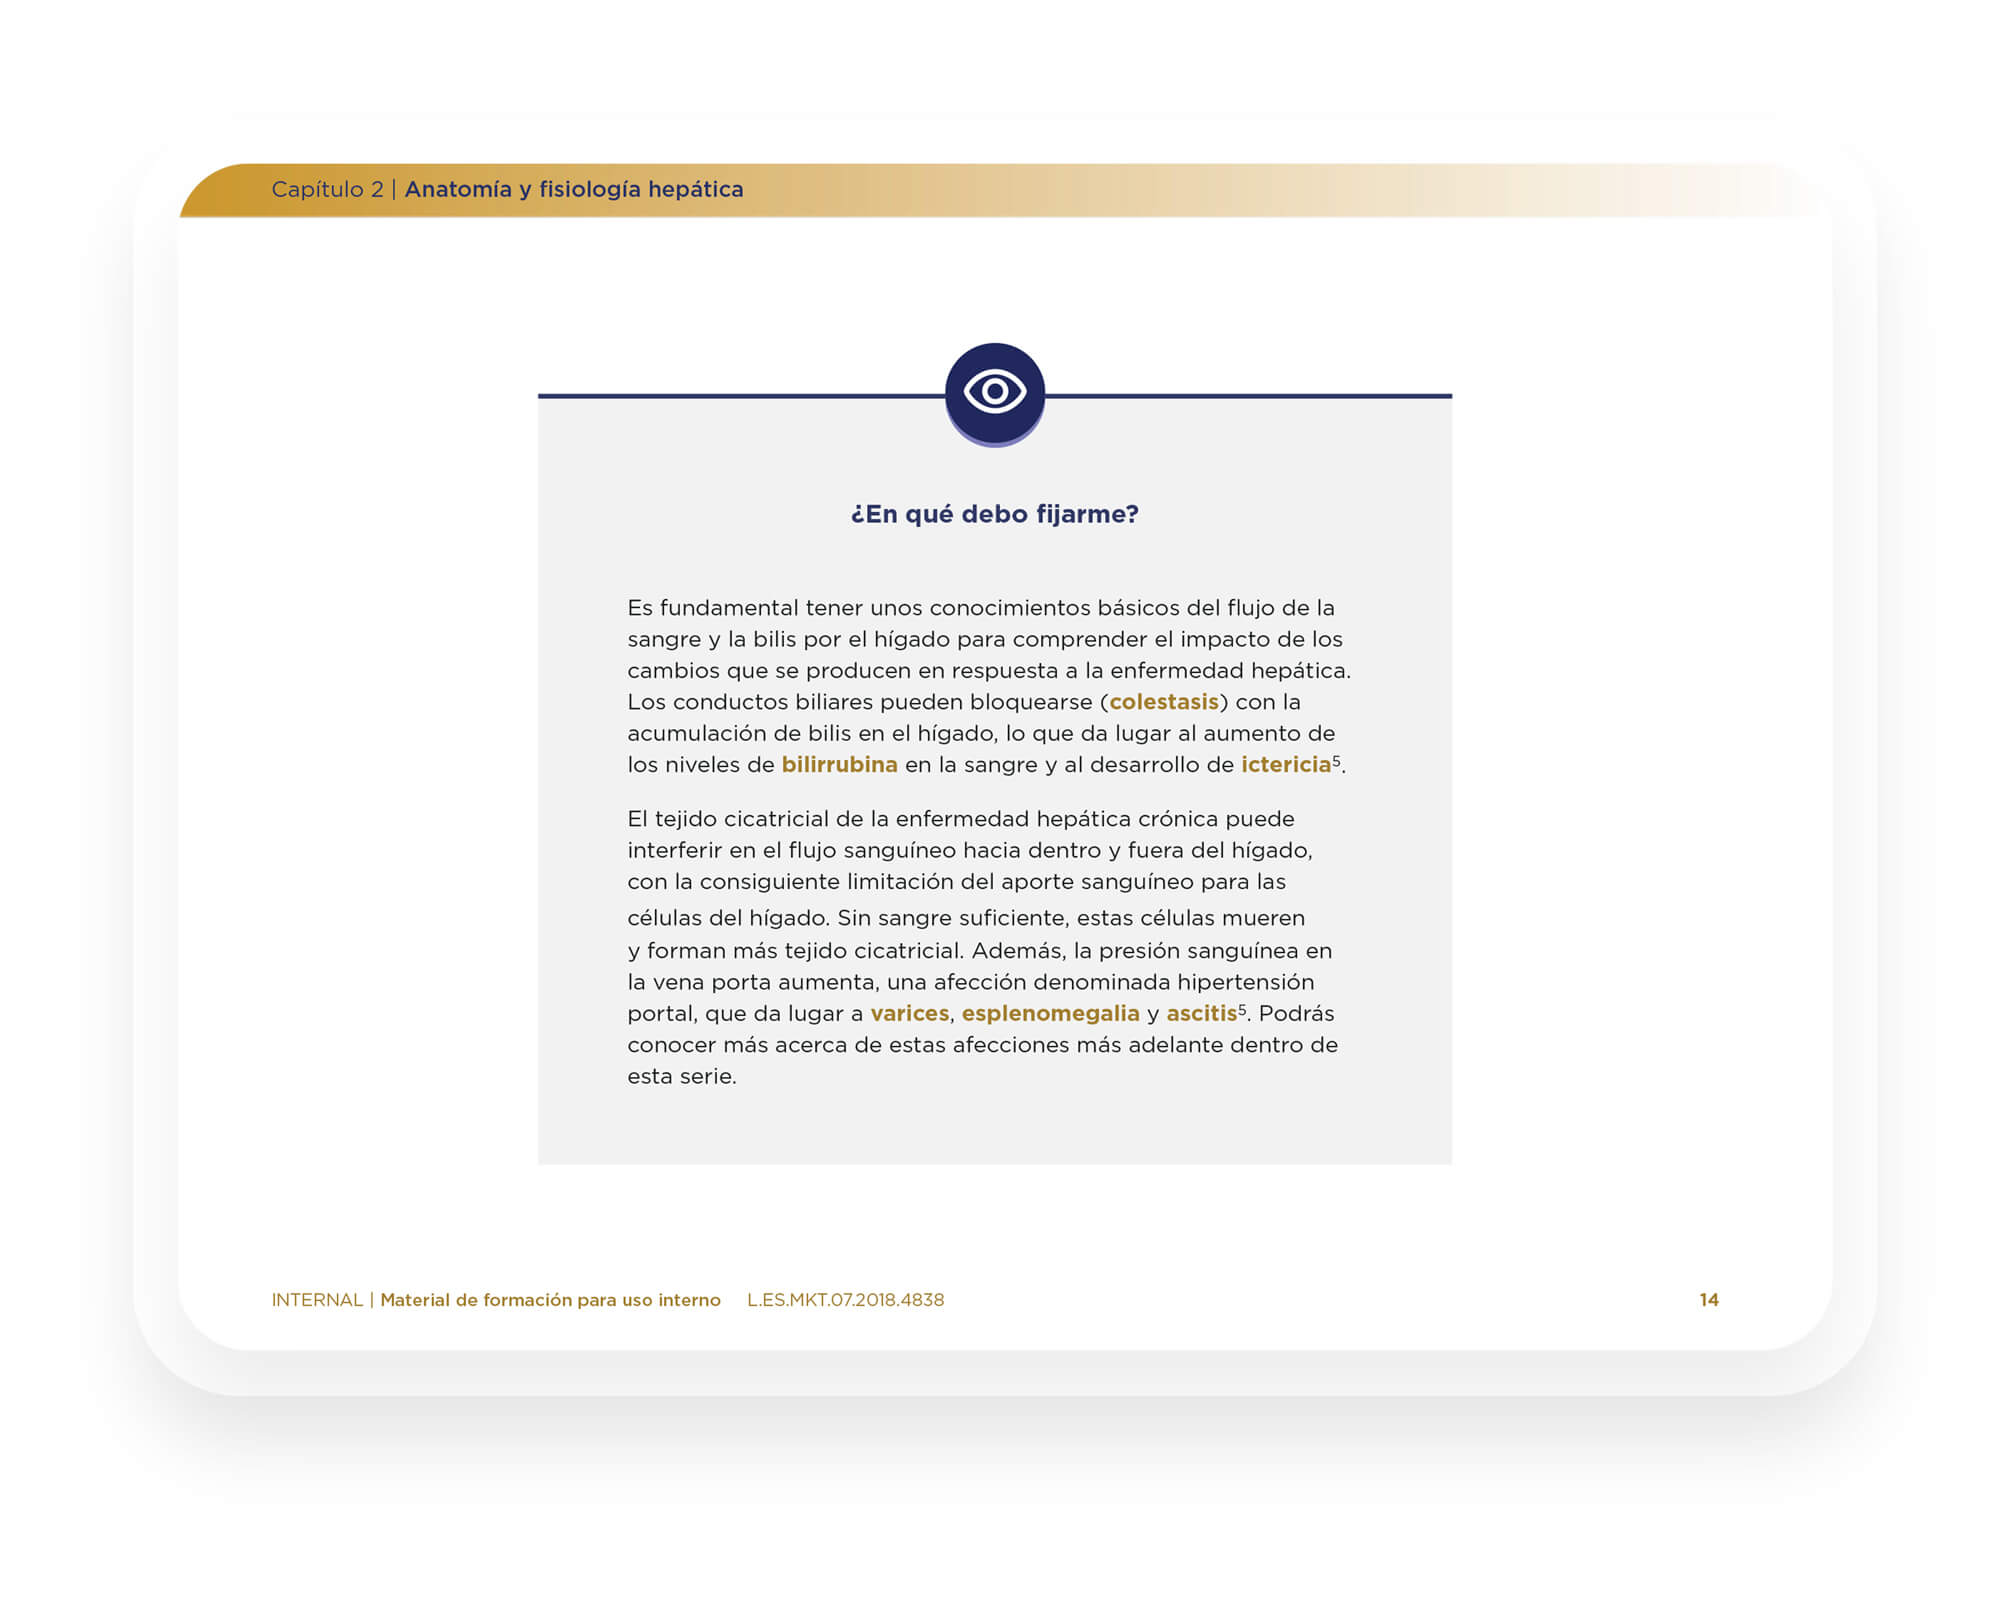 Capítulo 2 | Anatomía y fisiología hepática
¿En qué debo fijarme?
Es fundamental tener unos conocimientos básicos del flujo de la
sangre y la bilis por el hígado para comprender el impacto de los
cambios que se producen en respuesta a la enfermedad hepática.
Los conductos biliares pueden bloquearse (colestasis) con la
acumulación de bilis en el hígado, lo que da lugar al aumento de
los niveles de bilirrubina en la sangre y al desarrollo de ictericia⁵.
El tejido cicatricial de la enfermedad hepática crónica puede
interferir en el flujo sanguíneo hacia dentro y fuera del hígado,
con la consiguiente limitación del aporte sanguíneo para las
células del hígado. Sin sangre suficiente, estas células mueren
y forman más tejido cicatricial. Además, la presión sanguínea en
la vena porta aumenta, una afección denominada hipertensión
portal, que da lugar a varices, esplenomegalia y ascitis⁵. Podrás
conocer más acerca de estas afecciones más adelante dentro de
esta serie.
INTERNAL | Material de formación para uso interno L.ES.MKT.07.2018.4838
14